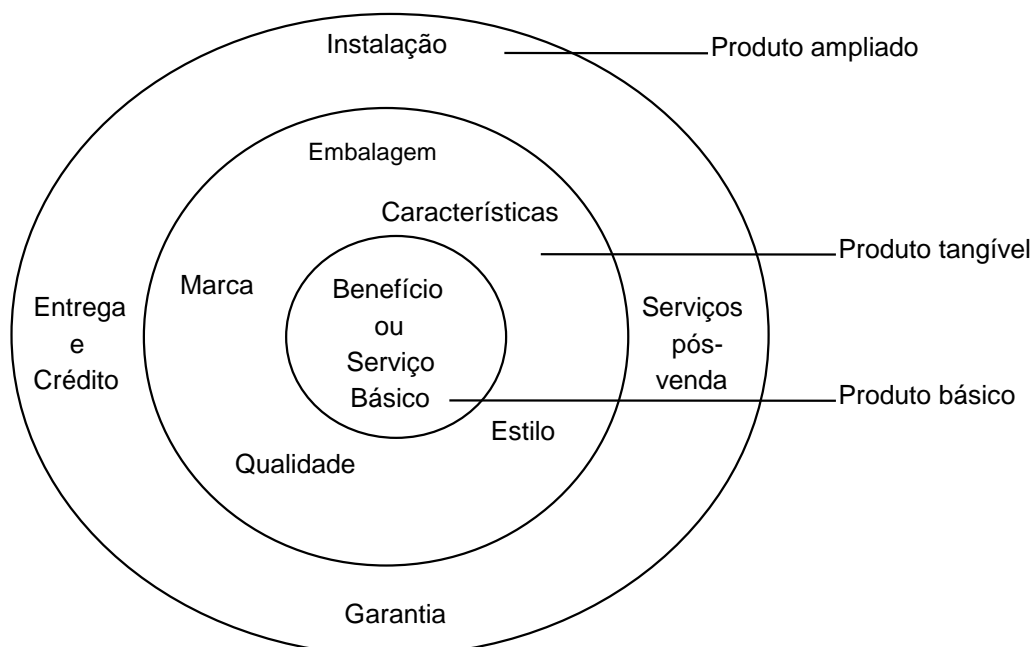 Instalação
Produto ampliado
Embalagem
Características
Produto tangível
Marca
Benefício
ou
Serviço
Básico
Entrega
e
Crédito
Serviços
pós-
venda
Produto básico
Estilo
Qualidade
Garantia